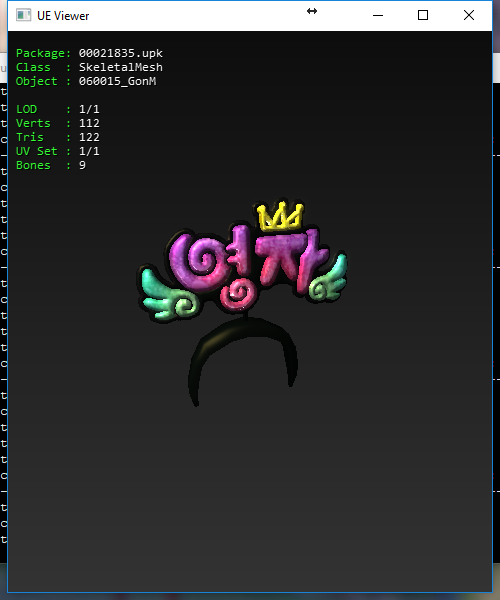 UE Viewer
Package: 00021835.upk
Class : SkeletalMesh
Object : 060015_GonM
LOD : 1/1
Verts : 112
Tris : 122
UV Set : 1/1
Bones : 9
영자